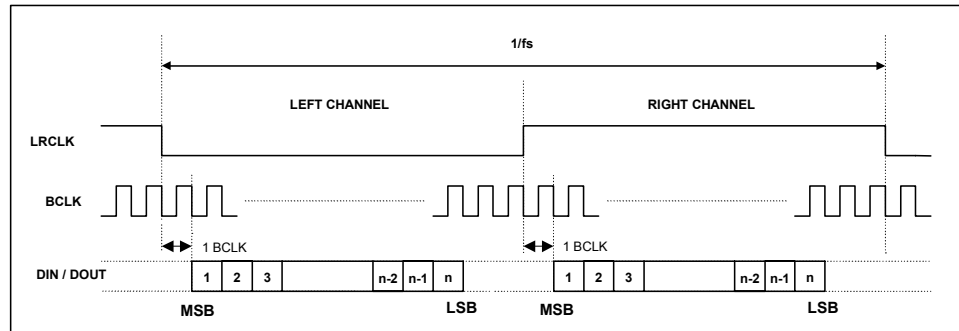 1/fs
LEFT CHANNEL RIGHT CHANNEL
LRCLK
BCLK
1 BCLK 1 BCLK
DIN / DOUT 1 2 3 n-2 n-1 n 1 2 3 n-2 n-1 n
MSB LSB MSB LSB